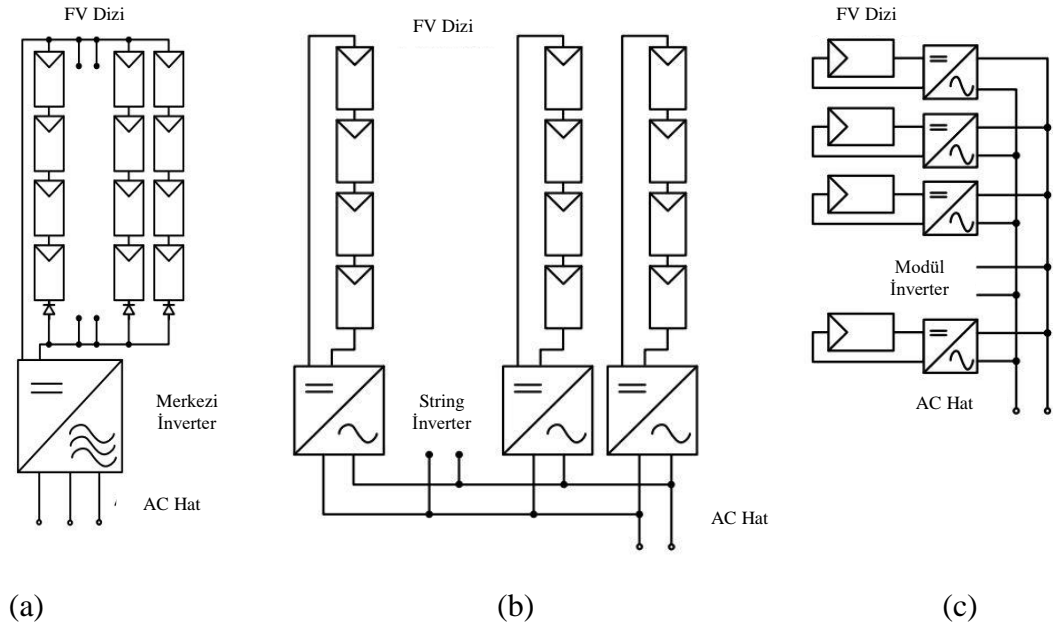 FV Dizi
Merkezi
İnverter
AC Hat
(a)
FV Dizi
String
İnverter
AC Hat
(b)
FV Dizi
Modül
İnverter
AC Hat
(c)